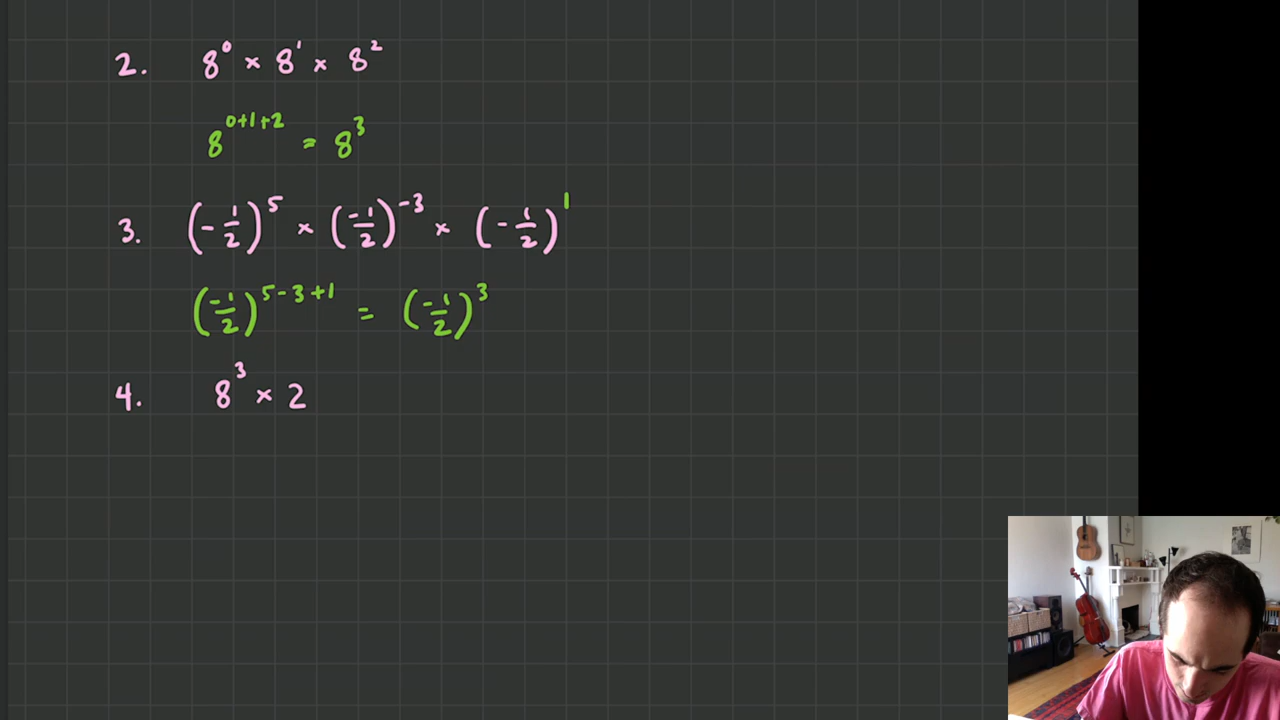 2. 8⁰ × 8¹ × 8²
8⁰⁺¹⁺² = 8³
3. (-1/2)⁵ × (-1/2)⁻³ × (-1/2)¹
(-1/2)⁵⁻³⁺¹ = (-1/2)³
4. 8³ × 2